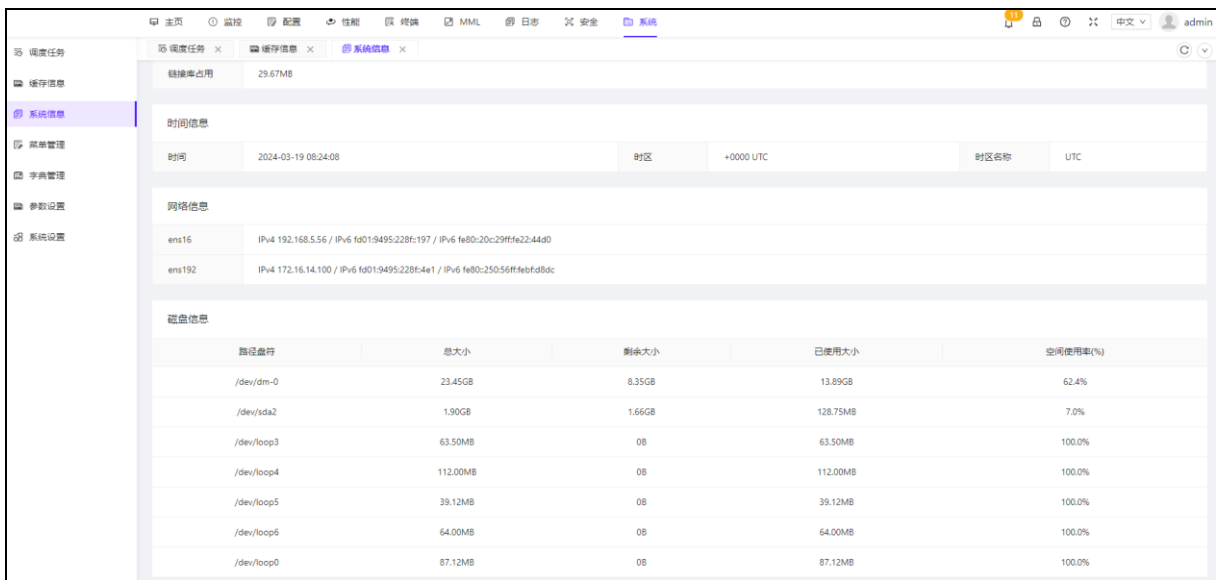 主页 监控 配置 性能 终端 MML 日志 安全 系统 11 中文 admin
调度任务 缓存信息 系统信息
调度任务
缓存信息
系统信息
菜单管理
字典管理
参数设置
系统设置
链接库占用 29.67MB
时间信息
时间 2024-03-19 08:24:08 时区 +0000 UTC 时区名称 UTC
网络信息
ens16 IPv4 192.168.5.56 / IPv6 fd01:9495:228f::197 / IPv6 fe80::20c:29ff:fe22:44d0
ens192 IPv4 172.16.14.100 / IPv6 fd01:9495:228f::4e1 / IPv6 fe80::250:56ff:febf:d8dc
磁盘信息
路径盘符 总大小 剩余大小 已使用大小 空间使用率(%)
/dev/dm-0 23.45GB 8.35GB 13.89GB 62.4%
/dev/sda2 1.90GB 1.66GB 128.75MB 7.0%
/dev/loop3 63.50MB 0B 63.50MB 100.0%
/dev/loop4 112.00MB 0B 112.00MB 100.0%
/dev/loop5 39.12MB 0B 39.12MB 100.0%
/dev/loop6 64.00MB 0B 64.00MB 100.0%
/dev/loop0 87.12MB 0B 87.12MB 100.0%